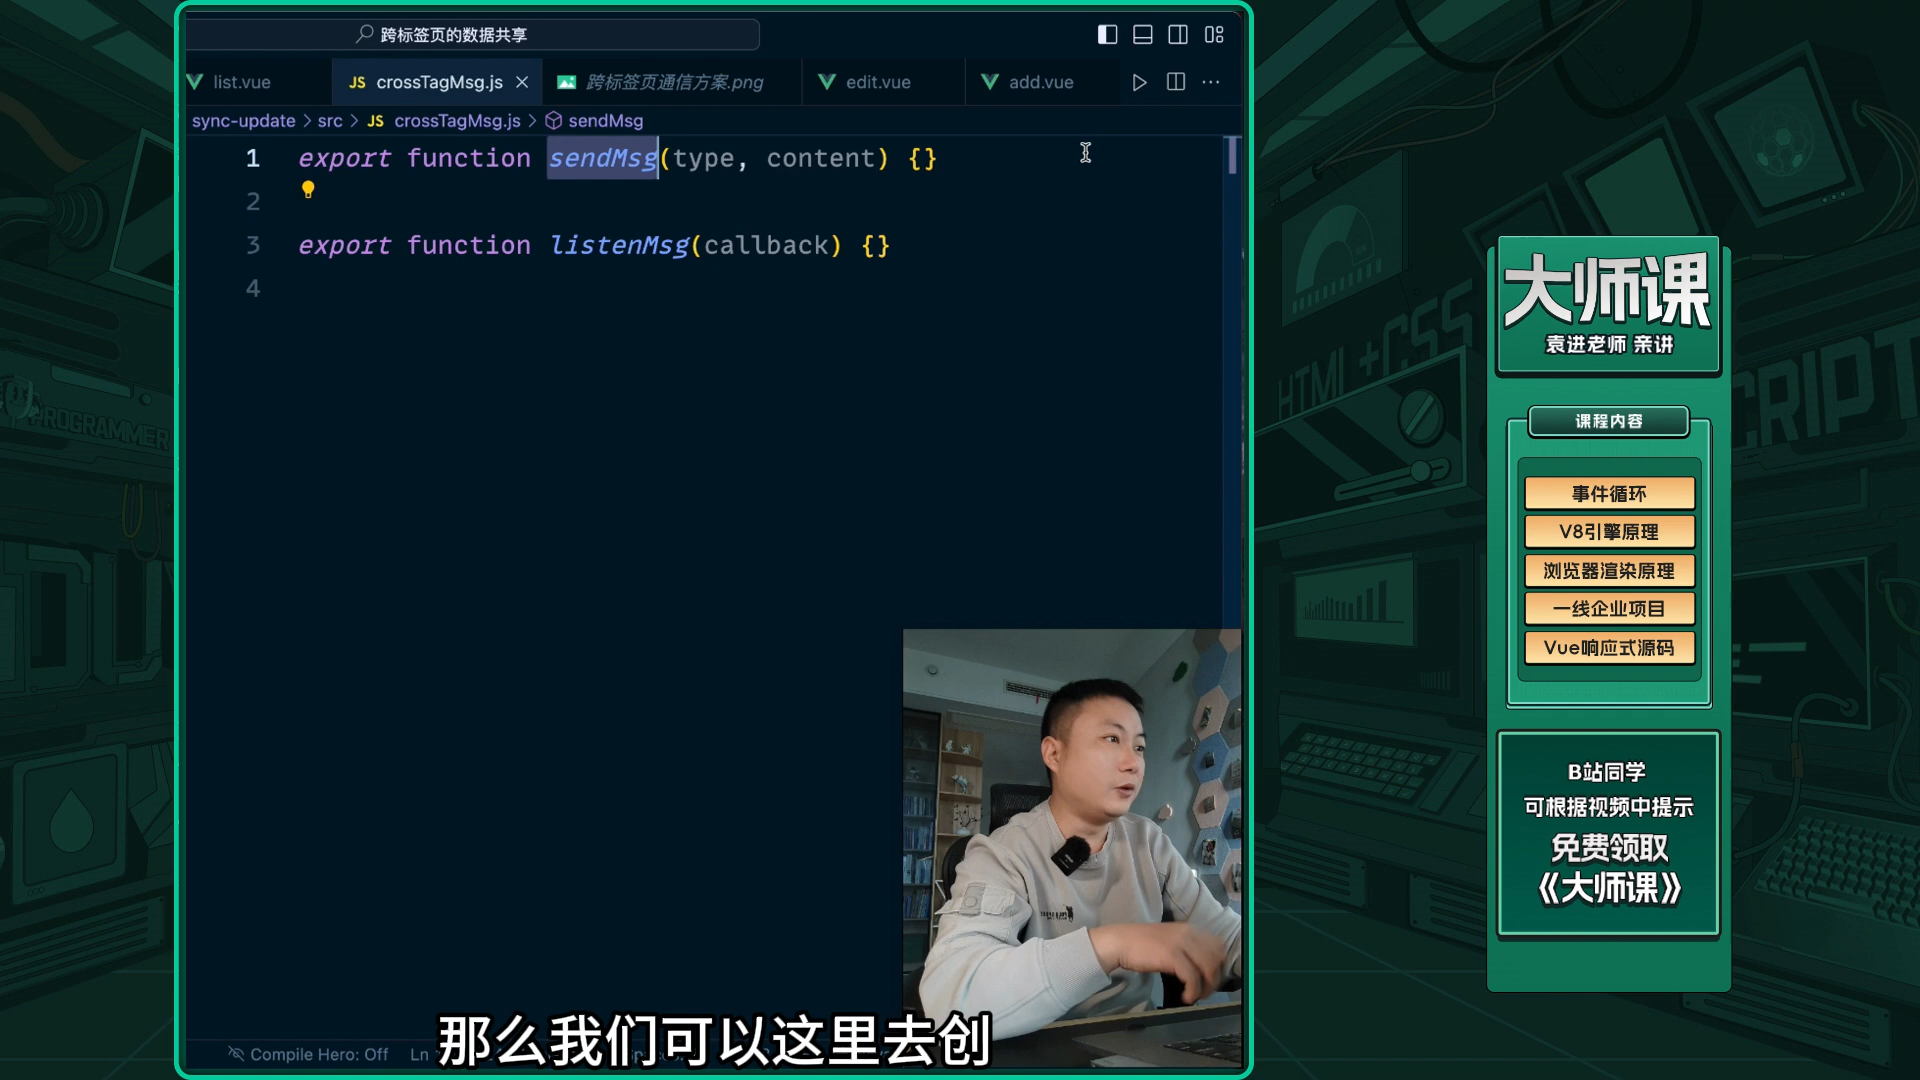 跨标签页的数据共享
list.vue
JS crossTagMsg.js
跨标签页通信方案.png
edit.vue
add.vue
sync-update > src > JS crossTagMsg.js > sendMsg
1 export function sendMsg(type, content) {}
2
3 export function listenMsg(callback) {}
4
Compile Hero: Off Ln
那么我们可以这里去创
大师课
袁进老师 亲讲
课程内容
事件循环
V8引擎原理
浏览器渲染原理
一线企业项目
Vue响应式源码
B站同学
可根据视频中提示
免费领取
《大师课》
HTML+CSS
PROGRAMMER